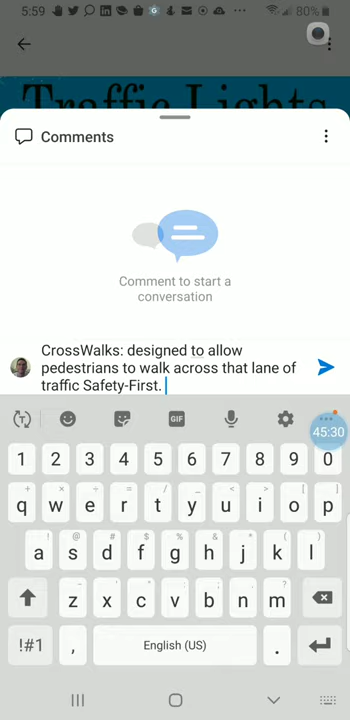 5:59
80%
Traffic Lights
Comments
Comment to start a
conversation
CrossWalks: designed to allow
pedestrians to walk across that lane of
traffic Safety-First.
GIF
45:30
1 2 3 4 5 6 7 8 9 0
+ × ÷ = / _ < > [ ]
q w e r t y u i o p
! @ # $ % ^ & * ( )
a s d f g h j k l
- ' " : ; , ?
z x c v b n m
!#1 , English (US) .